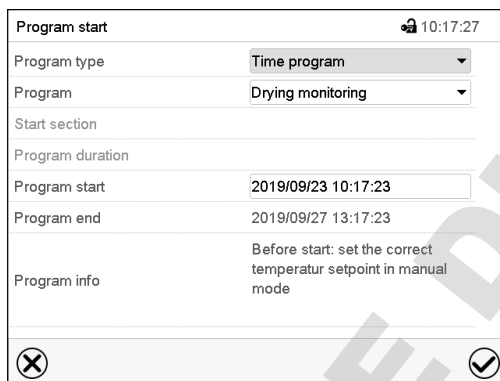 Program start 10:17:27
Program type Time program
Program Drying monitoring
Start section
Program duration
Program start 2019/09/23 10:17:23
Program end 2019/09/27 13:17:23
Program info Before start: set the correct
temperatur setpoint in manual
mode